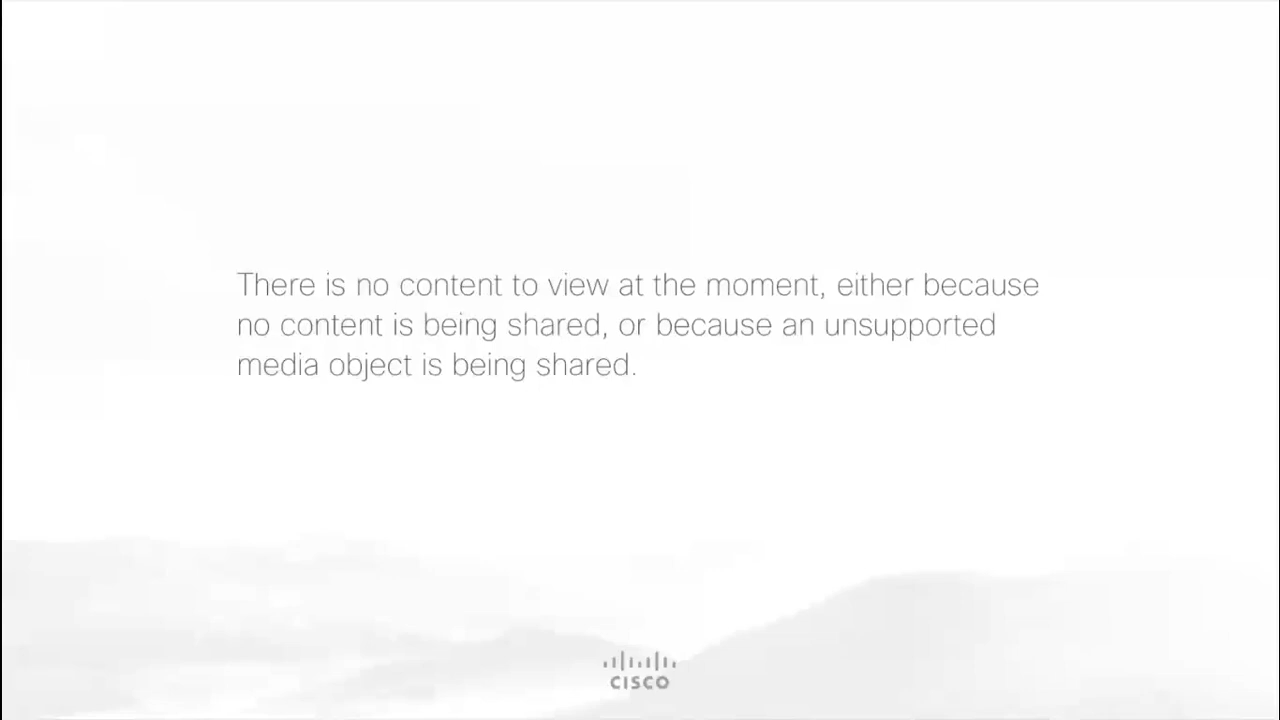 There is no content to view at the moment, either because
no content is being shared, or because an unsupported
media object is being shared.
CISCO